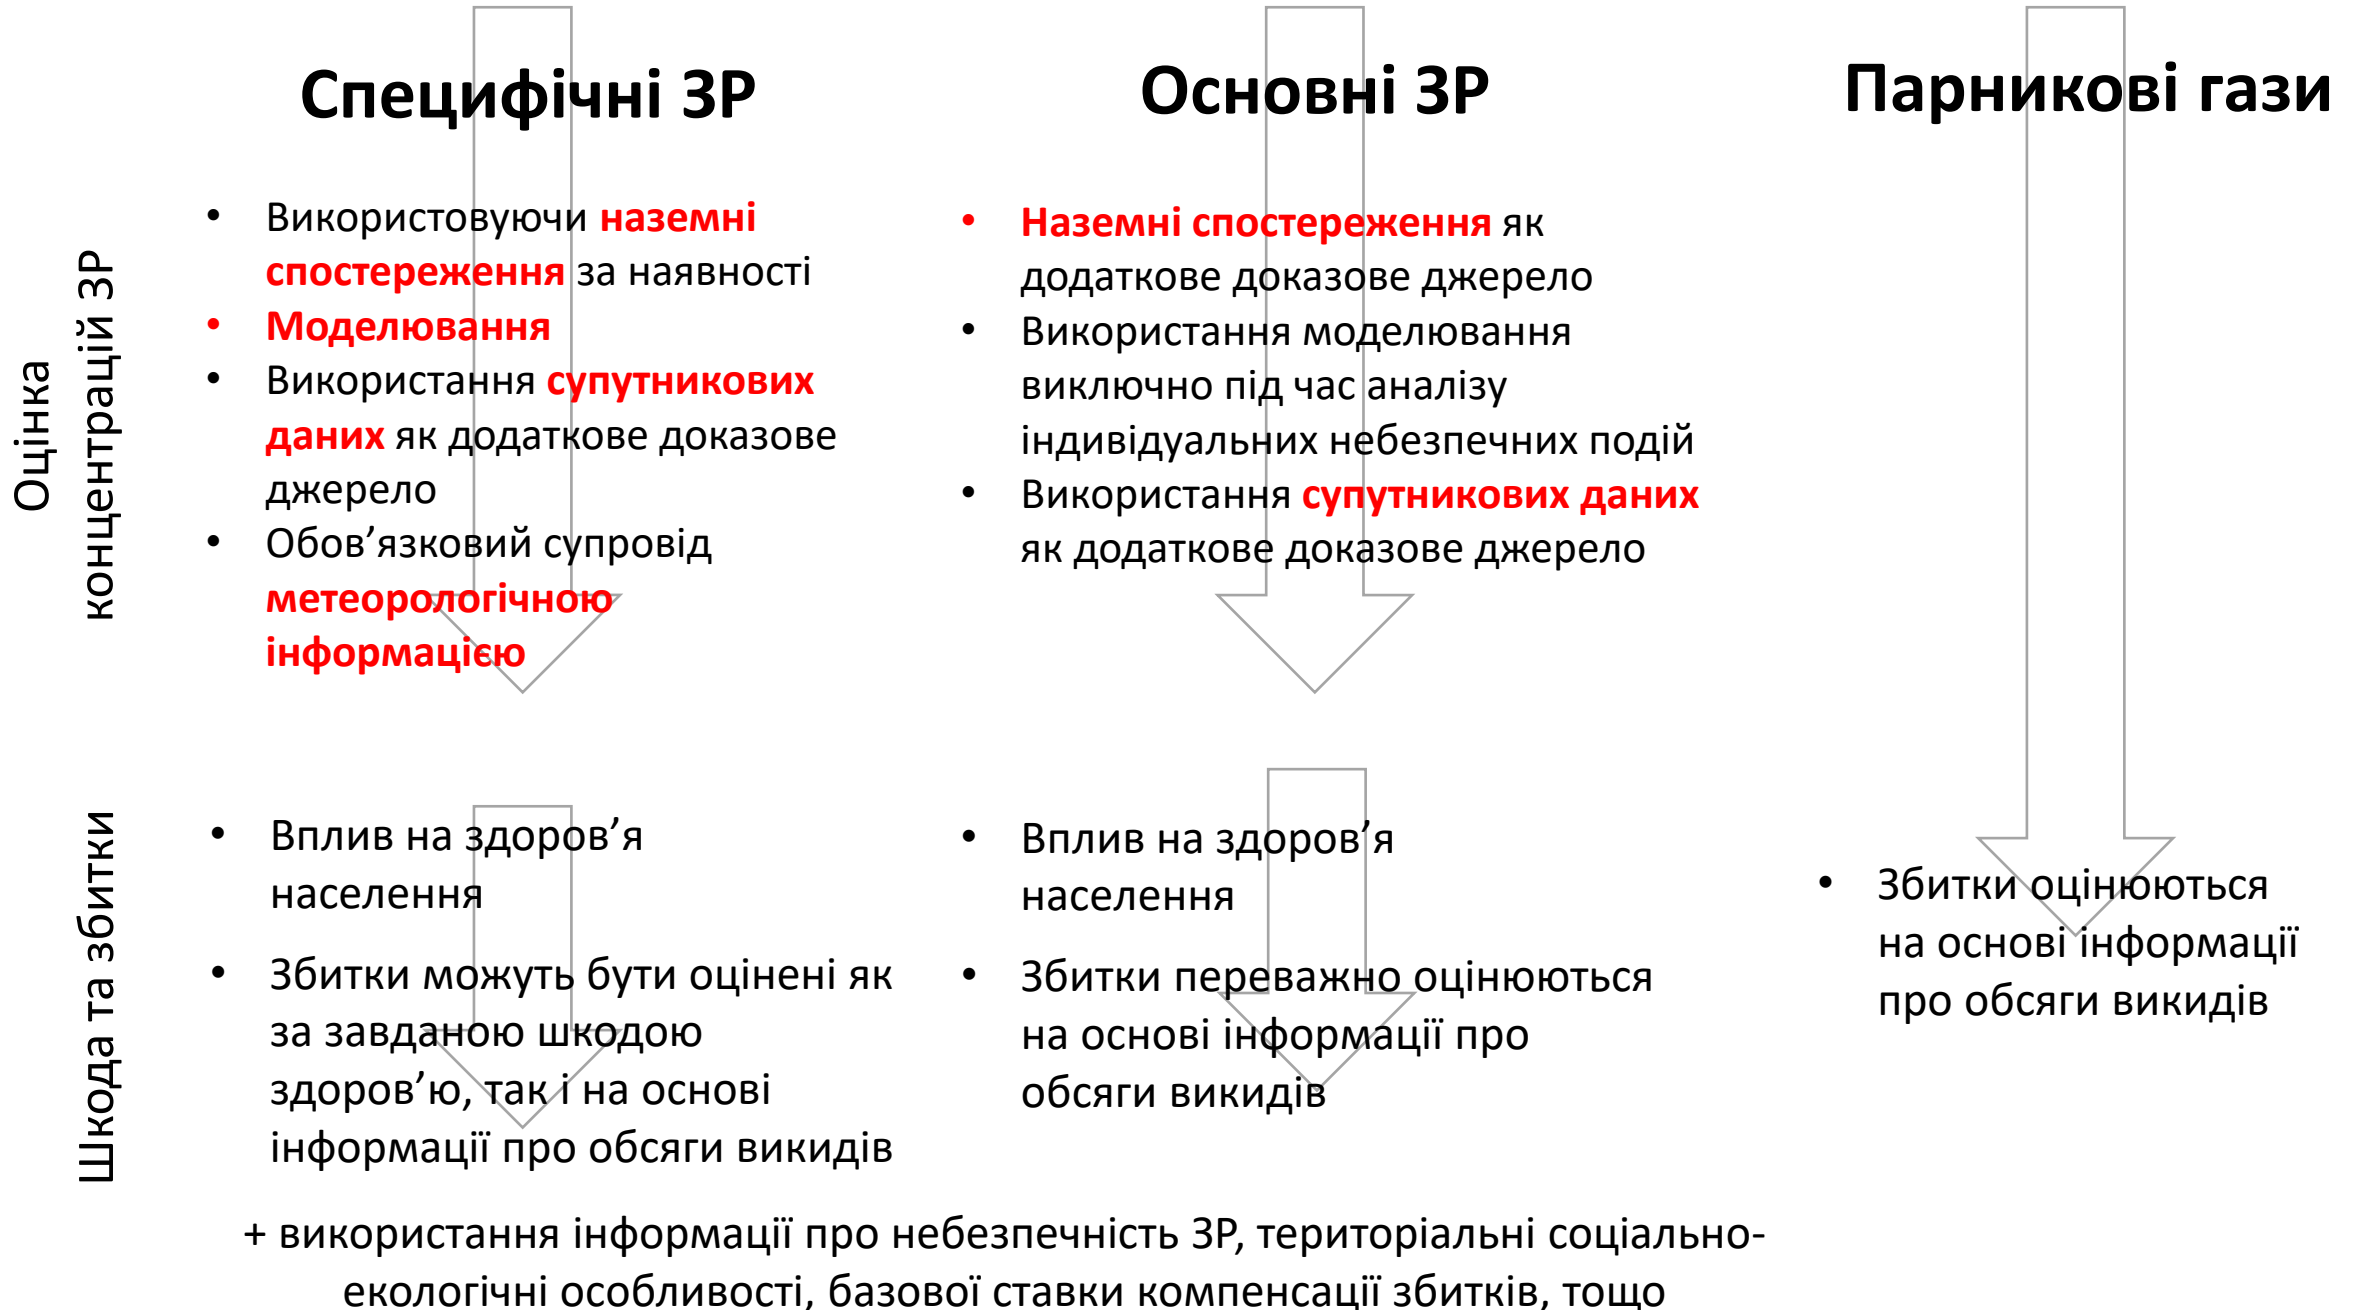 Специфічні ЗР
Основні ЗР
Парникові гази
Оцінка
концентрацій ЗР
• Використовуючи наземні
спостереження за наявності
• Моделювання
• Використання супутникових
даних як додаткове доказове
джерело
• Обов’язковий супровід
метеорологічною
інформацією
• Наземні спостереження як
додаткове доказове джерело
• Використання моделювання
виключно під час аналізу
індивідуальних небезпечних подій
• Використання супутникових даних
як додаткове доказове джерело
Шкода та збитки
• Вплив на здоров’я
населення
• Збитки можуть бути оцінені як
за завданою шкодою
здоров’ю, так і на основі
інформації про обсяги викидів
• Вплив на здоров’я
населення
• Збитки переважно оцінюються
на основі інформації про
обсяги викидів
• Збитки оцінюються
на основі інформації
про обсяги викидів
+ використання інформації про небезпечність ЗР, територіальні соціально-
екологічні особливості, базової ставки компенсації збитків, тощо